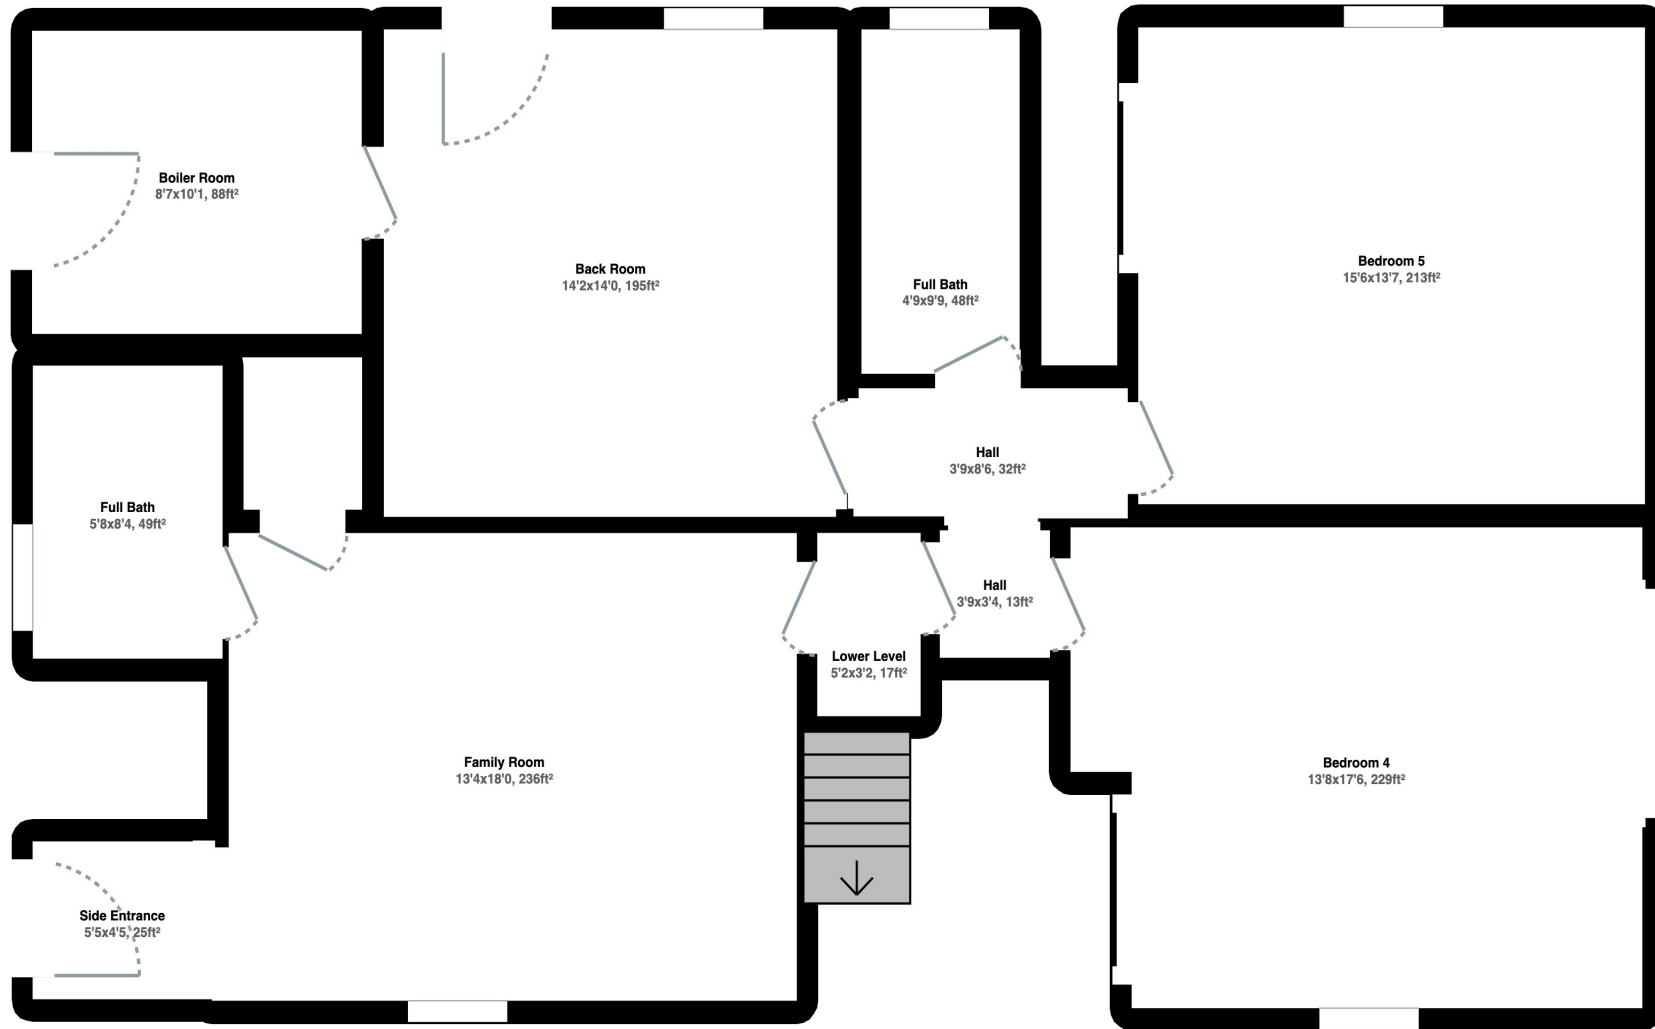 Boiler Room
8'7x10'1, 88ft²
Back Room
14'2x14'0, 195ft²
Full Bath
4'9x9'9, 48ft²
Bedroom 5
15'6x13'7, 213ft²
Hall
3'9x8'6, 32ft²
Full Bath
5'8x8'4, 49ft²
Hall
3'9x3'4, 13ft²
Lower Level
5'2x3'2, 17ft²
Family Room
13'4x18'0, 236ft²
Bedroom 4
13'8x17'6, 229ft²
Side Entrance
5'5x4'5, 25ft²